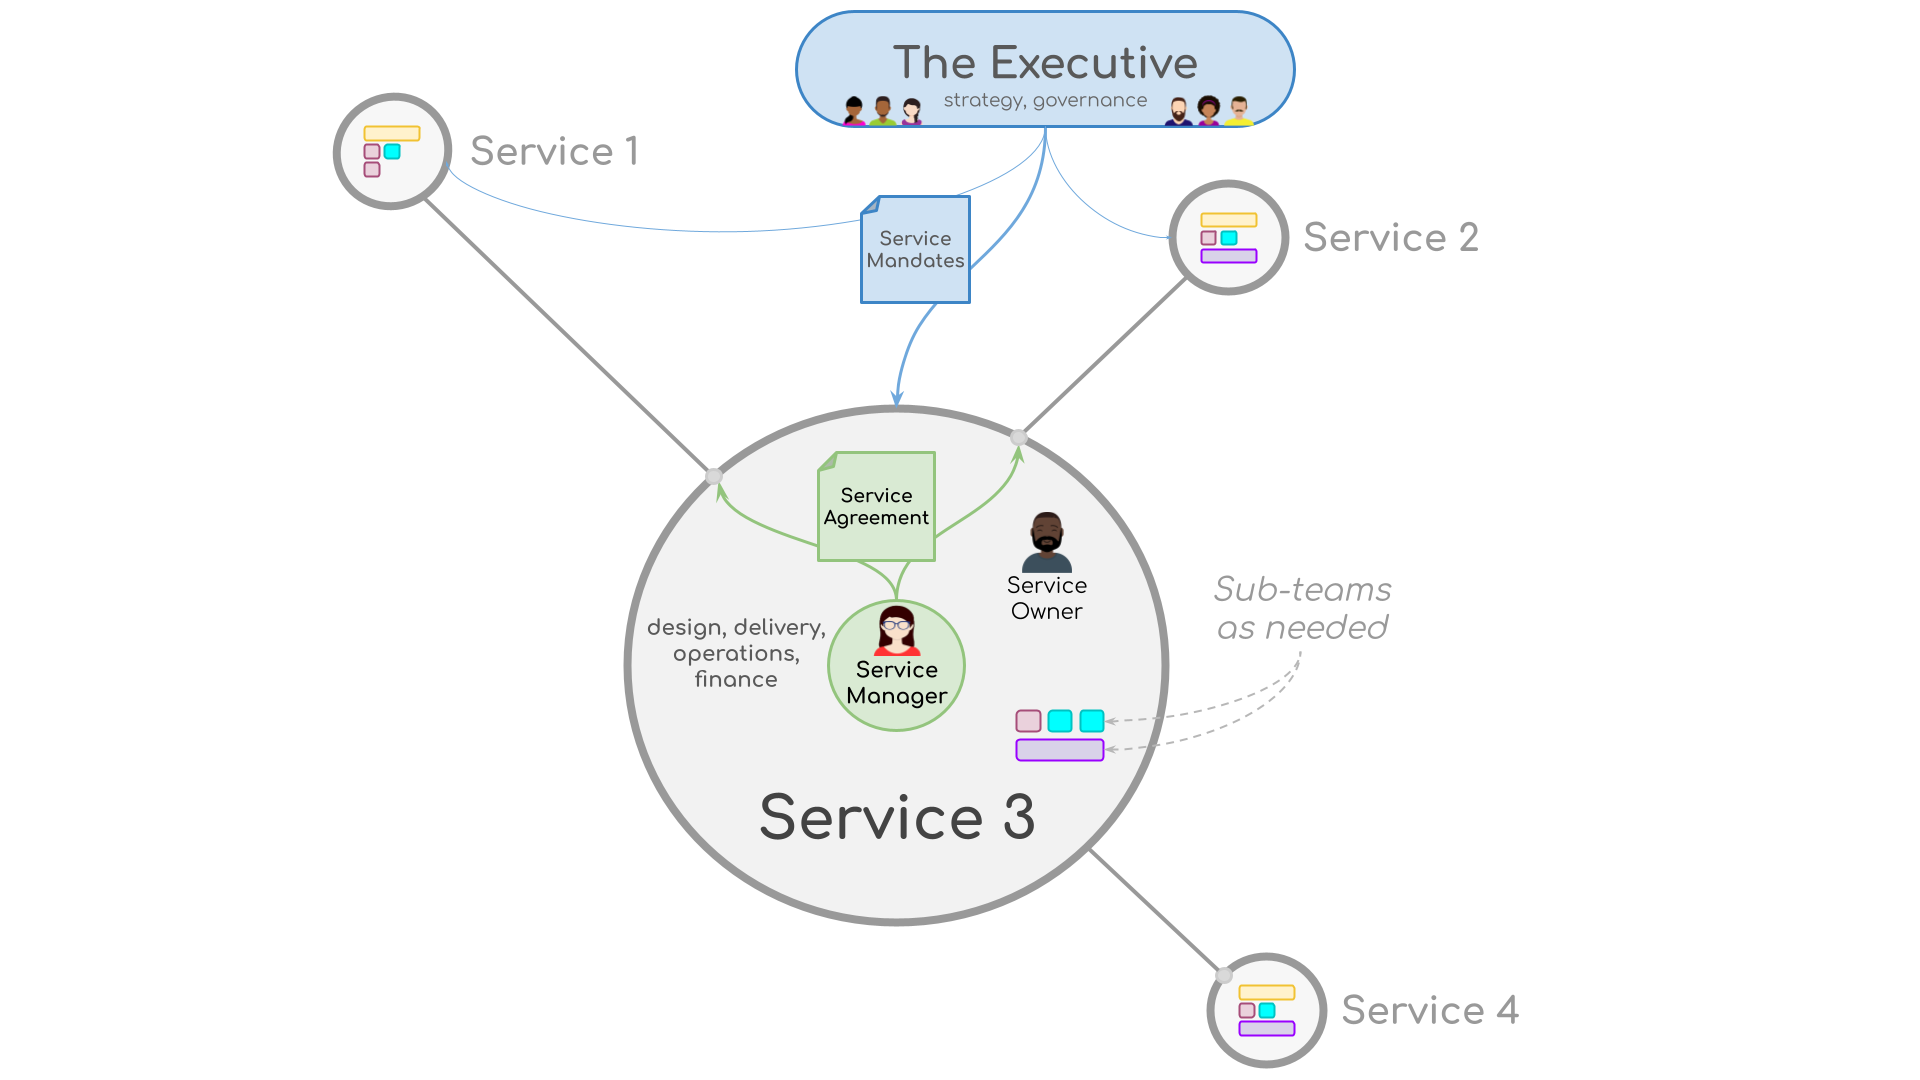 The Executive
strategy, governance
Service 1
Service 2
Service
Mandates
Service
Agreement
Service
Owner
Sub-teams
as needed
design, delivery,
operations,
finance
Service
Manager
Service 3
Service 4